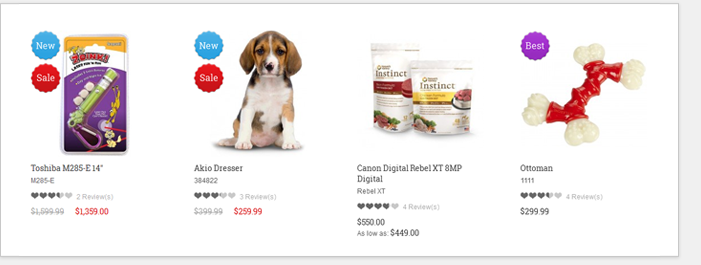 New
Sale
New
Sale
Instinct
Instinct
Best
Toshiba M285-E 14"
M285-E
2 Review(s)
$1,599.99 $1,359.00
Akio Dresser
384822
3 Review(s)
$399.99 $259.99
Canon Digital Rebel XT 8MP
Digital
Rebel XT
4 Review(s)
$550.00
As low as: $449.00
Ottoman
1111
4 Review(s)
$299.99